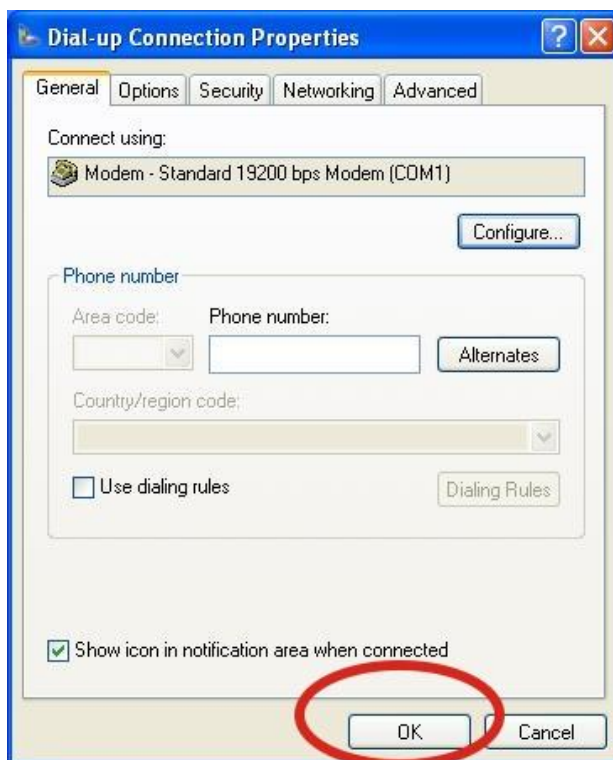 Dial-up Connection Properties
General Options Security Networking Advanced
Connect using:
Modem - Standard 19200 bps Modem (COM1)
Configure...
Phone number
Area code: Phone number:
Alternates
Country/region code:
Use dialing rules Dialing Rules
Show icon in notification area when connected
OK Cancel